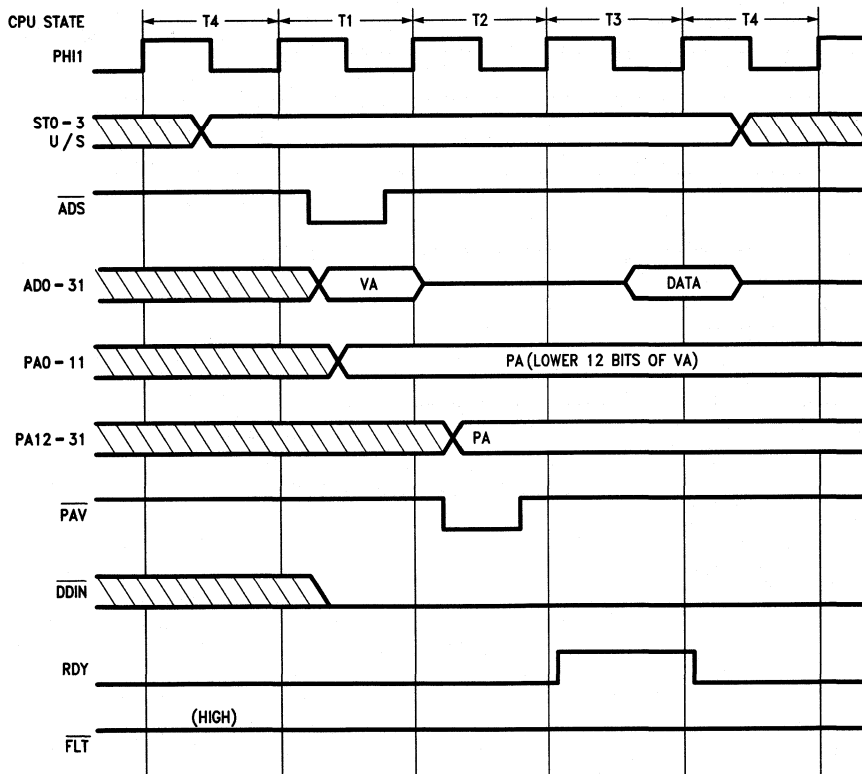 CPU STATE T4 T1 T2 T3 T4
PHI1
ST0-3
U/S
ADS
AD0-31 VA DATA
PA0-11 PA (LOWER 12 BITS OF VA)
PA12-31 PA
PAV
DDIN
RDY
(HIGH)
FLT